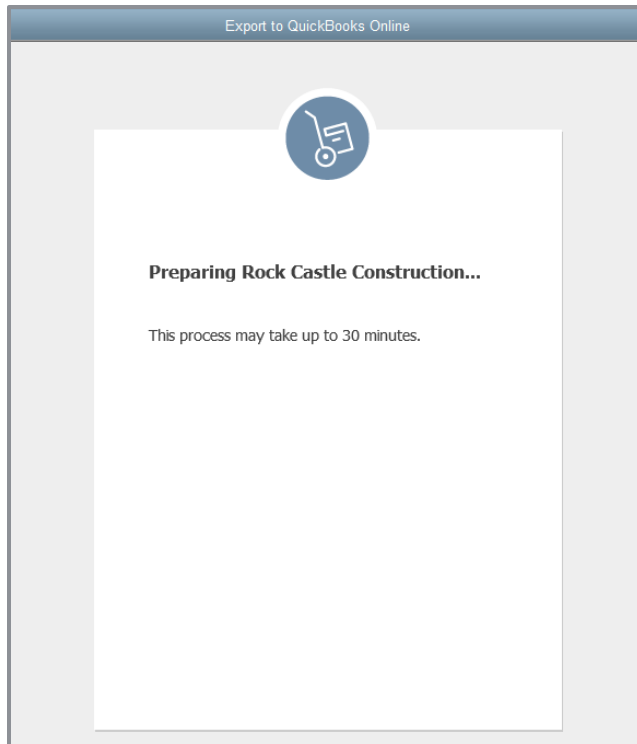 Export to QuickBooks Online
Preparing Rock Castle Construction...
This process may take up to 30 minutes.